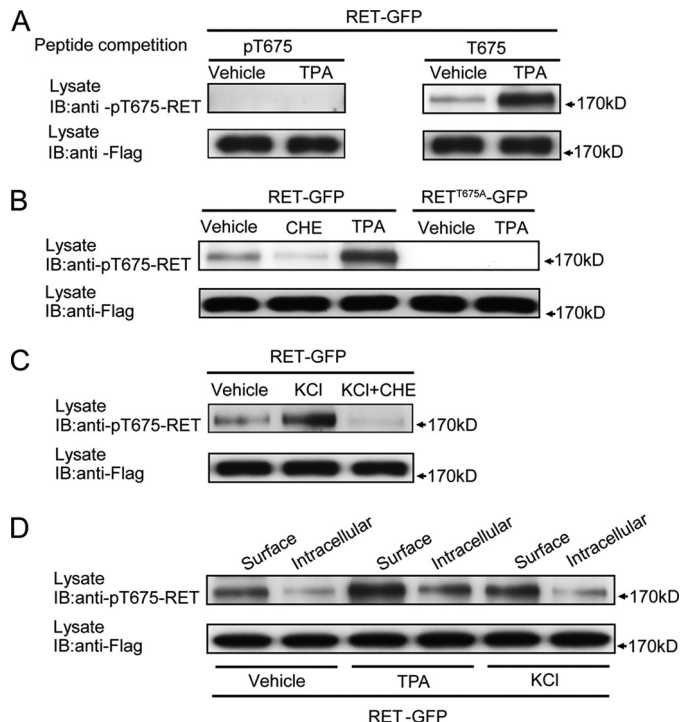 A
RET-GFP
Peptide competition
pT675
T675
Vehicle TPA
Vehicle TPA
Lysate
IB:anti -pT675-RET
170kD
Lysate
IB:anti -Flag
170kD
B
RET-GFP
RETT675A-GFP
Vehicle CHE TPA
Vehicle TPA
Lysate
IB:anti-pT675-RET
170kD
Lysate
IB:anti-Flag
170kD
C
RET-GFP
Vehicle KCl KCl+CHE
Lysate
IB:anti-pT675-RET
170kD
Lysate
IB:anti-Flag
170kD
D
Surface Intracellular Surface Intracellular Surface Intracellular
Lysate
IB:anti-pT675-RET
170kD
Lysate
IB:anti-Flag
170kD
Vehicle TPA KCl
RET-GFP